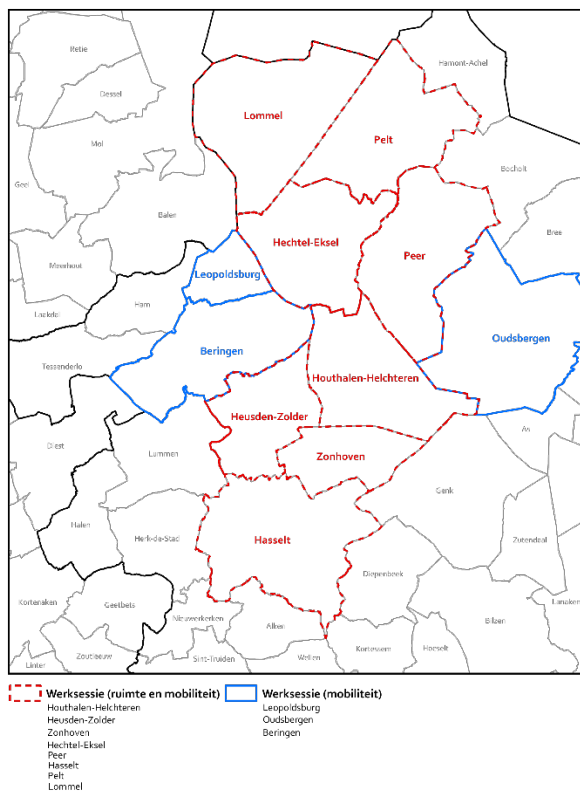 Retie
Hamont-Achel
Dessel
Lommel
Pelt
Mol
Geel
Bocholt
Balen
Bree
Hechtel-Eksel
Peer
Meerhout
Leopoldsburg
Ham
Laakdal
Oudsbergen
Beringen
Tessenderlo
Houthalen-Helchteren
Heusden-Zolder
As
Diest
Lummen
Zonhoven
Genk
Halen
Herk-de-Stad
Hasselt
Zutendaal
Diepenbeek
Kortenaken
Geetbets
Nieuwerkerken
Alken
Bilzen
Lanaken
Linter
Zoutleeuw
Sint-Truiden
Wellen
Kortessem
Hoeselt
Werksessie (ruimte en mobiliteit)
Houthalen-Helchteren
Heusden-Zolder
Zonhoven
Hechtel-Eksel
Peer
Hasselt
Pelt
Lommel
Werksessie (mobiliteit)
Leopoldsburg
Oudsbergen
Beringen